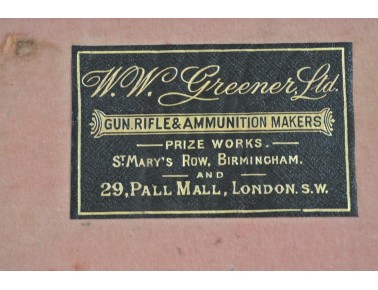 W.W. Greener, Ltd.
GUN. RIFLE & AMMUNITION MAKERS
— PRIZE WORKS. —
ST MARY'S ROW, BIRMINGHAM.
— AND —
29, PALL MALL, LONDON. S.W.